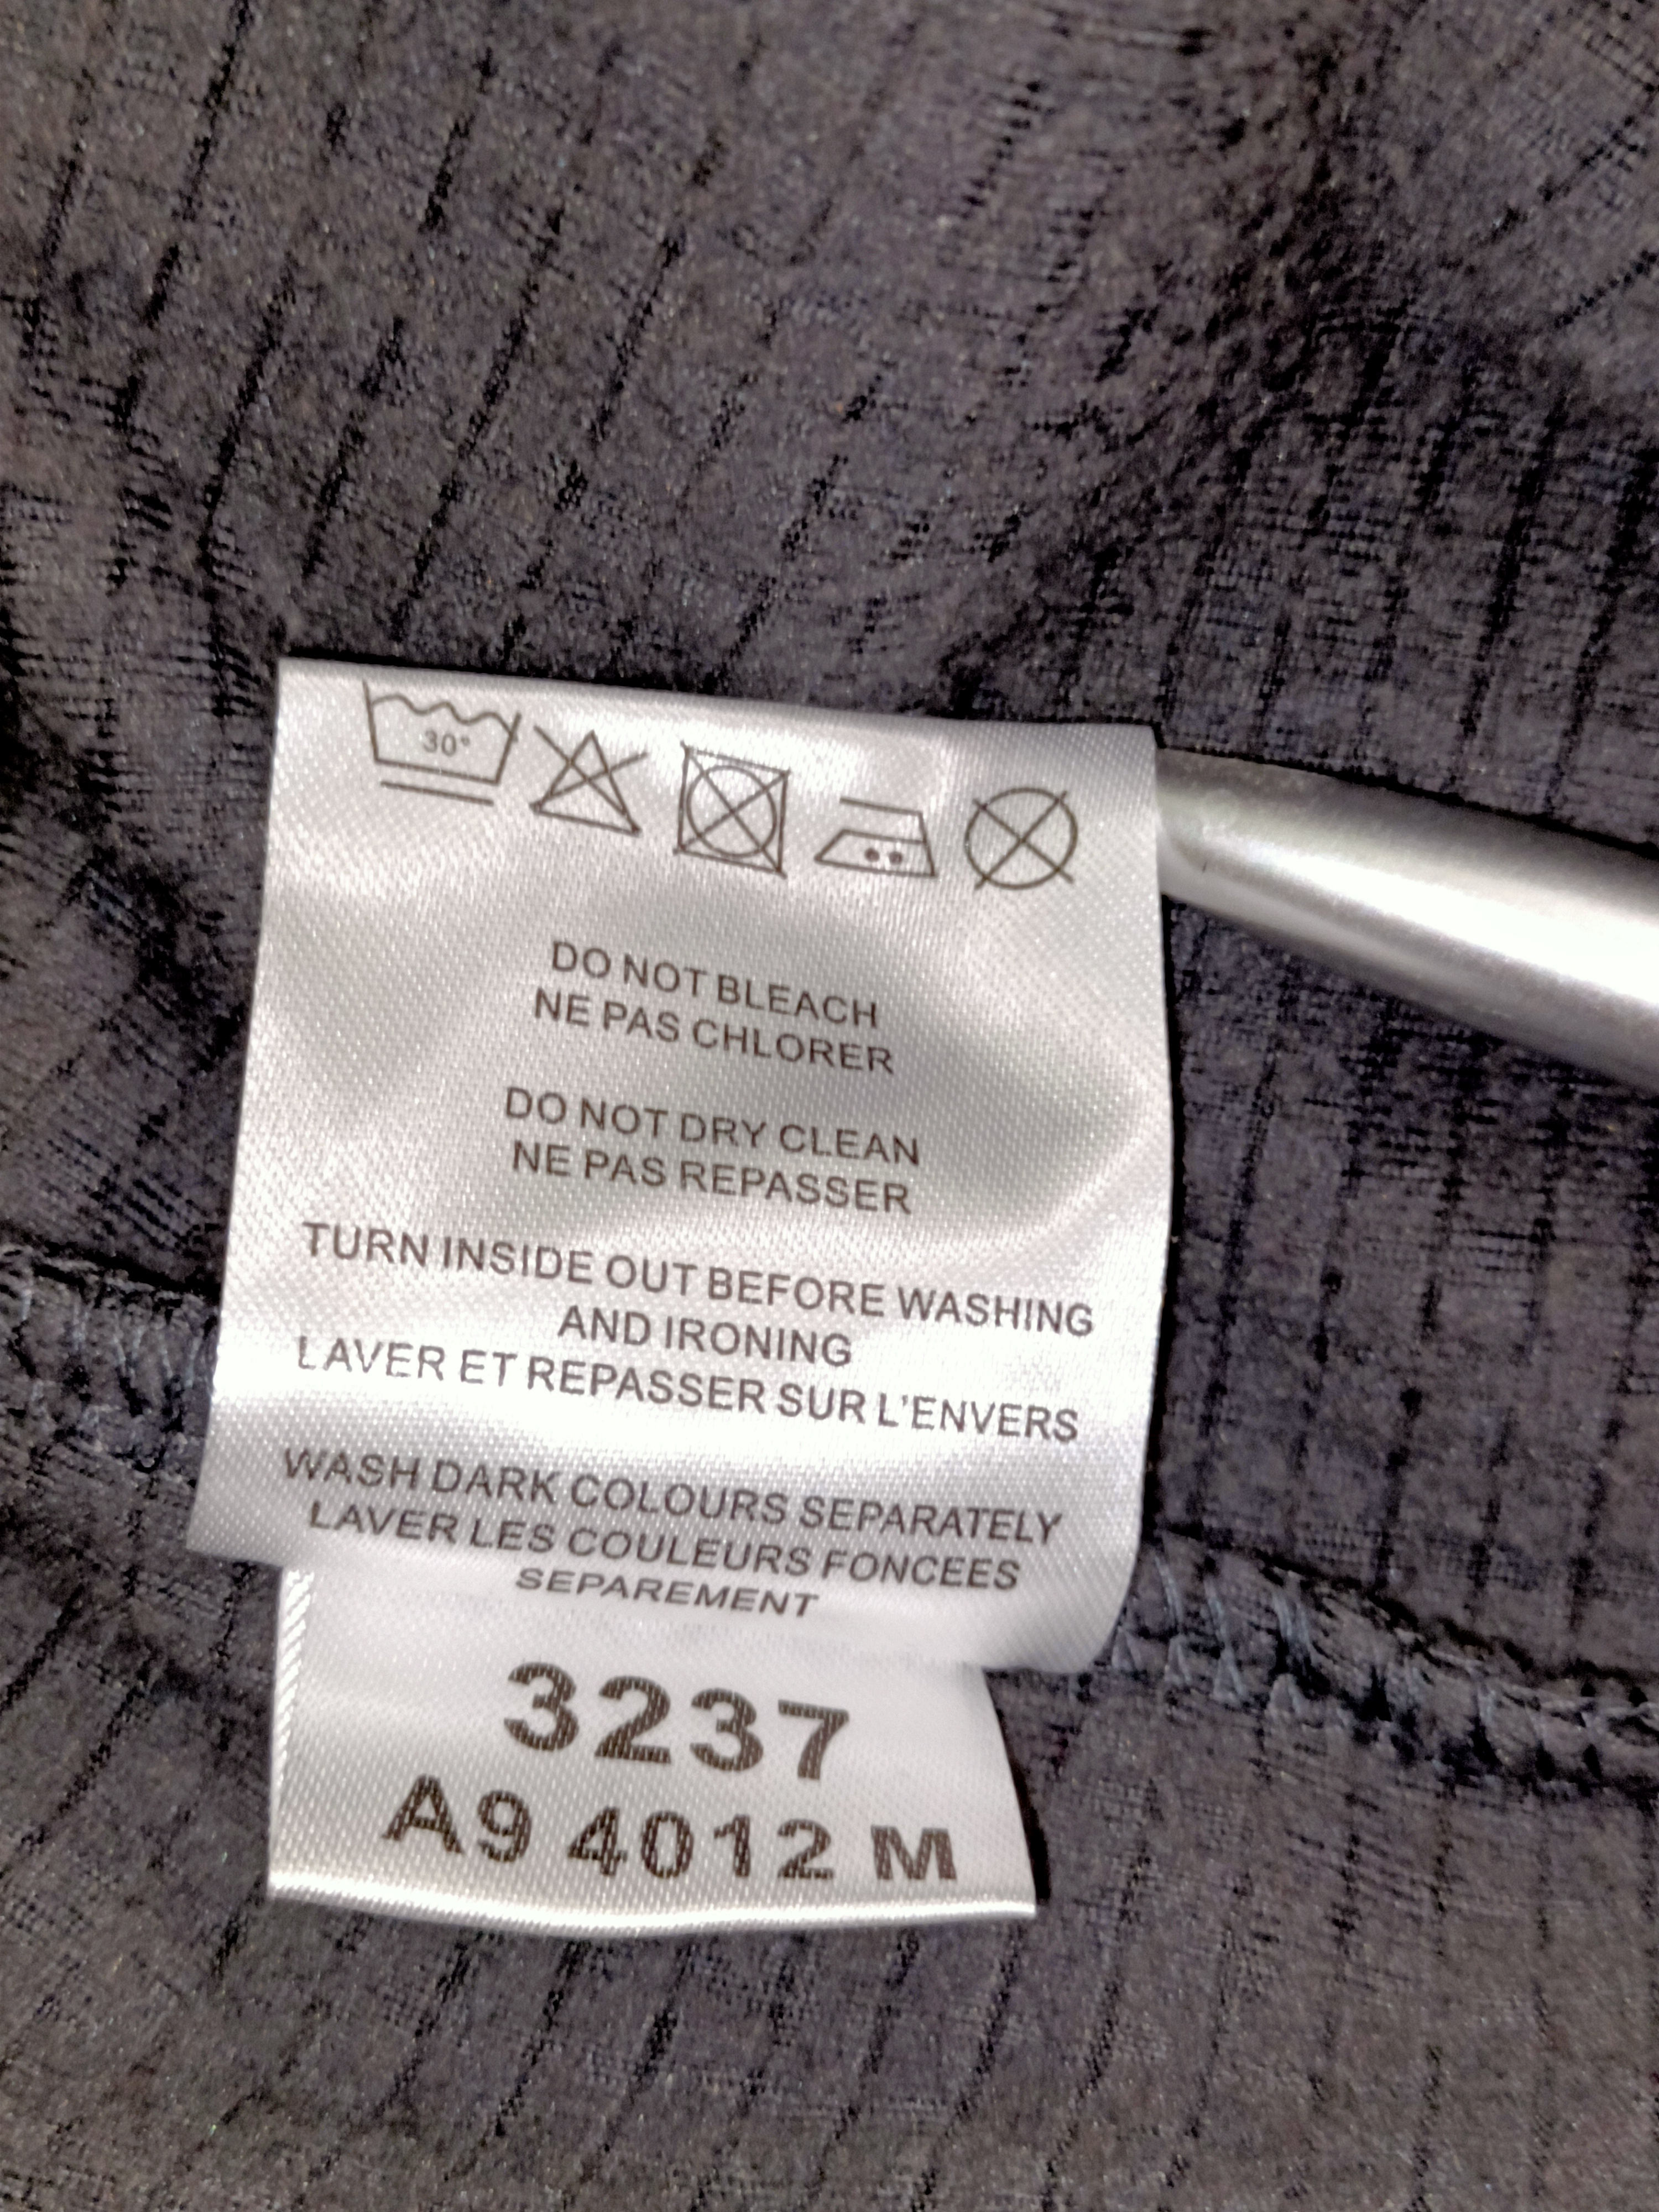 30°
DO NOT BLEACH
NE PAS CHLORER
DO NOT DRY CLEAN
NE PAS REPASSER
TURN INSIDE OUT BEFORE WASHING
AND IRONING
LAVER ET REPASSER SUR L'ENVERS
WASH DARK COLOURS SEPARATELY
LAVER LES COULEURS FONCEES
SEPAREMENT
3237
A9 4012 M